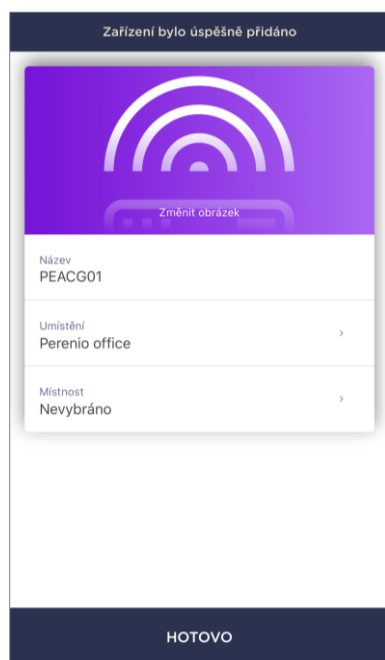 Zařízení bylo úspěšně přidáno
Změnit obrázek
Název
PEACG01
Umístění
Perenio office
Místnost
Nevybráno
HOTOVO